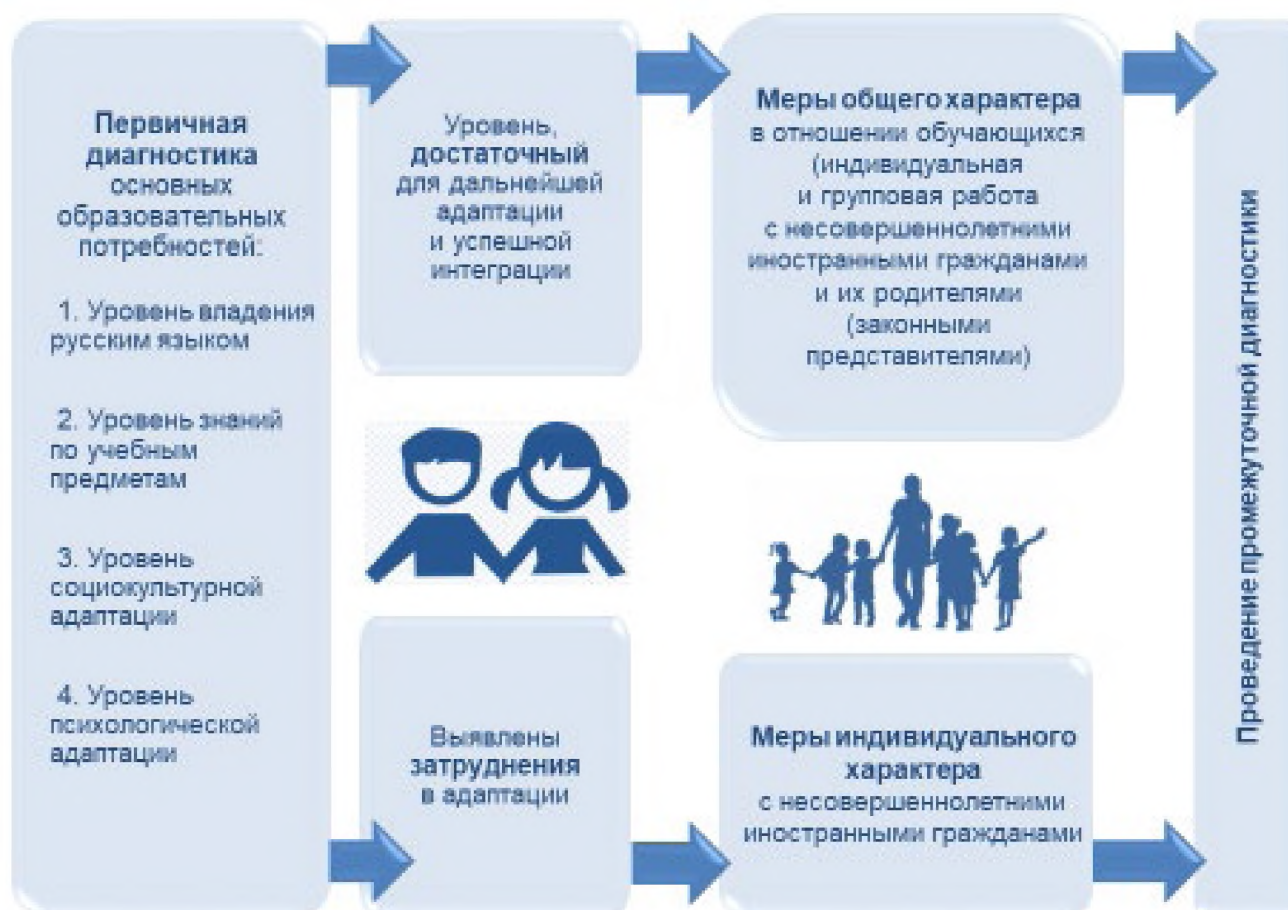 Первичная
диагностика
основных
образовательных
потребностей:
1. Уровень владения
русским языком
2. Уровень знаний
по учебным
предметам
3. Уровень
социокультурной
адаптации
4. Уровень
психологической
адаптации
Уровень,
достаточный
для дальнейшей
адаптации
и успешной
интеграции
Меры общего характера
в отношении обучающихся
(индивидуальная
и групповая работа
с несовершеннолетними
иностранными гражданами
и их родителями
(законными
представителями)
Выявлены
затруднения
в адаптации
Меры индивидуального
характера
с несовершеннолетними
иностранными гражданами
Проведение промежуточной диагностики